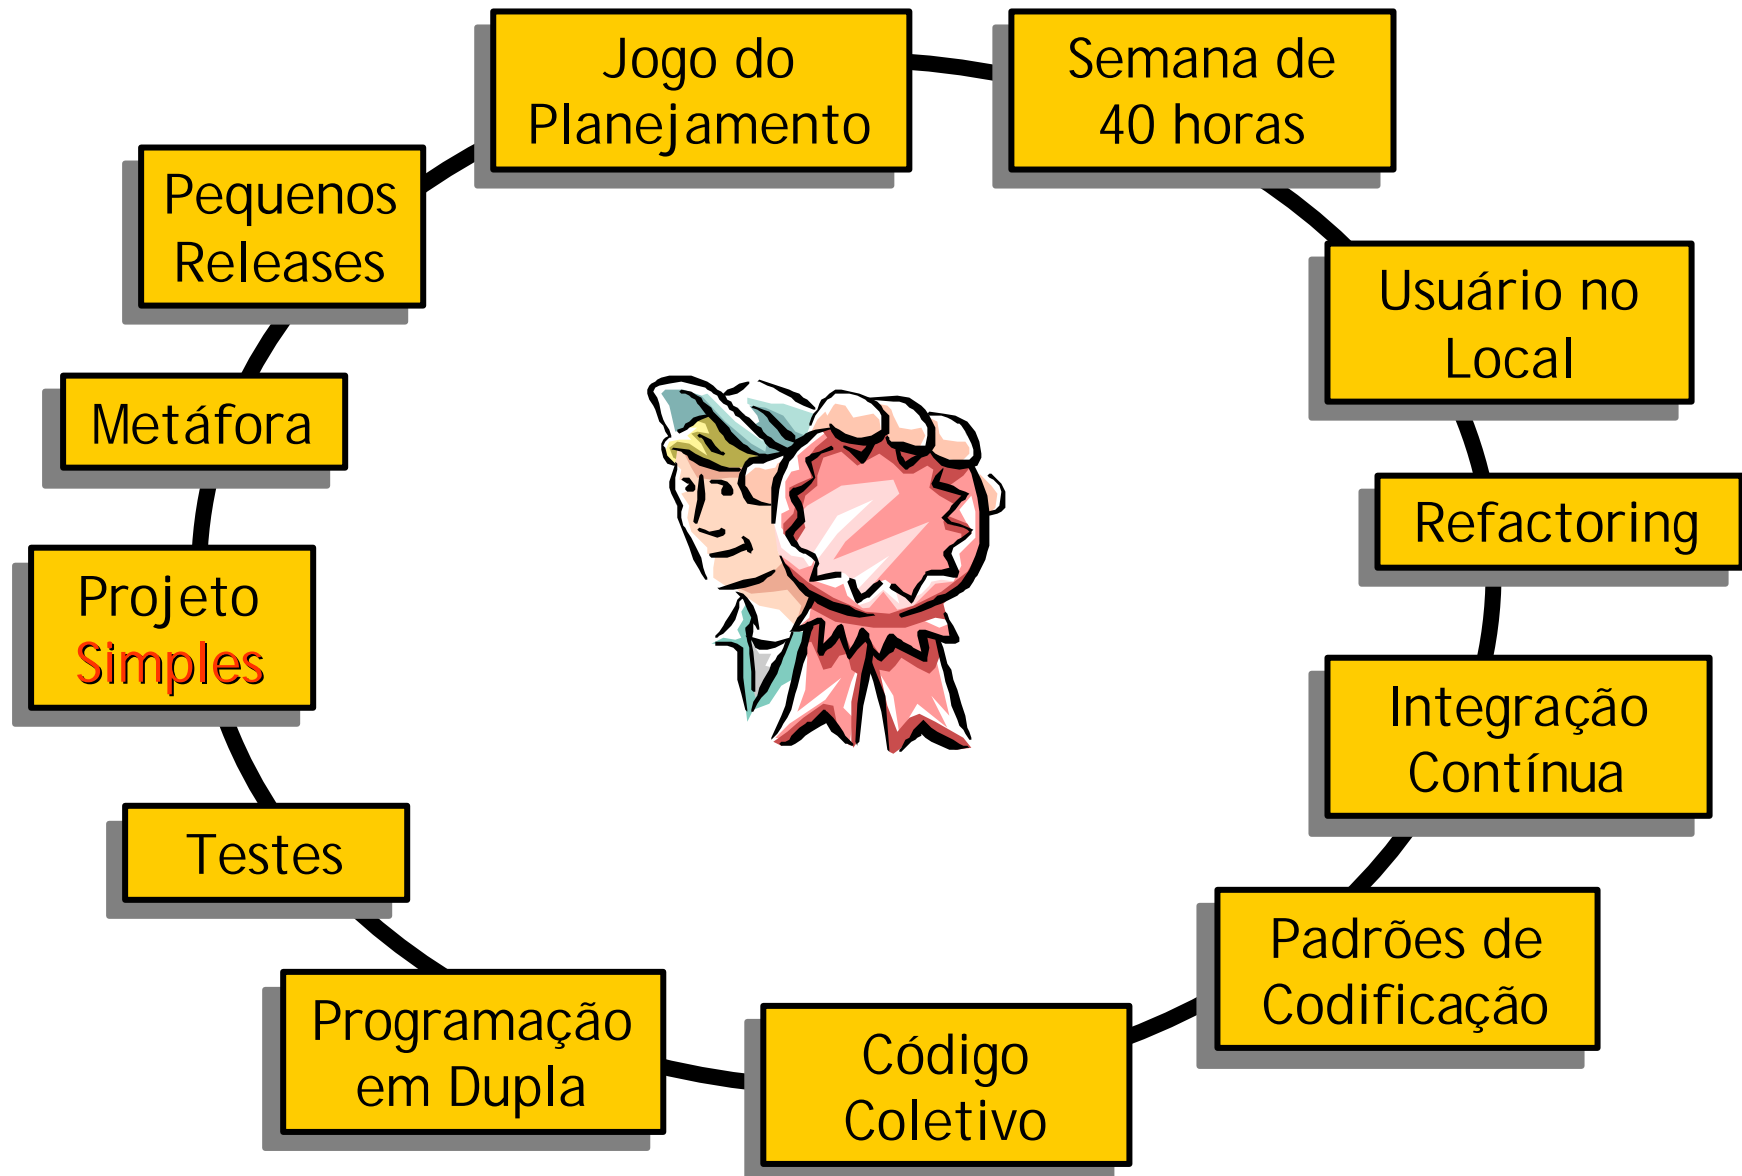 Jogo do
Planejamento
Semana de
40 horas
Pequenos
Releases
Usuário no
Local
Metáfora
Refactoring
Projeto
Simples
Integração
Contínua
Testes
Padrões de
Codificação
Programação
em Dupla
Código
Coletivo